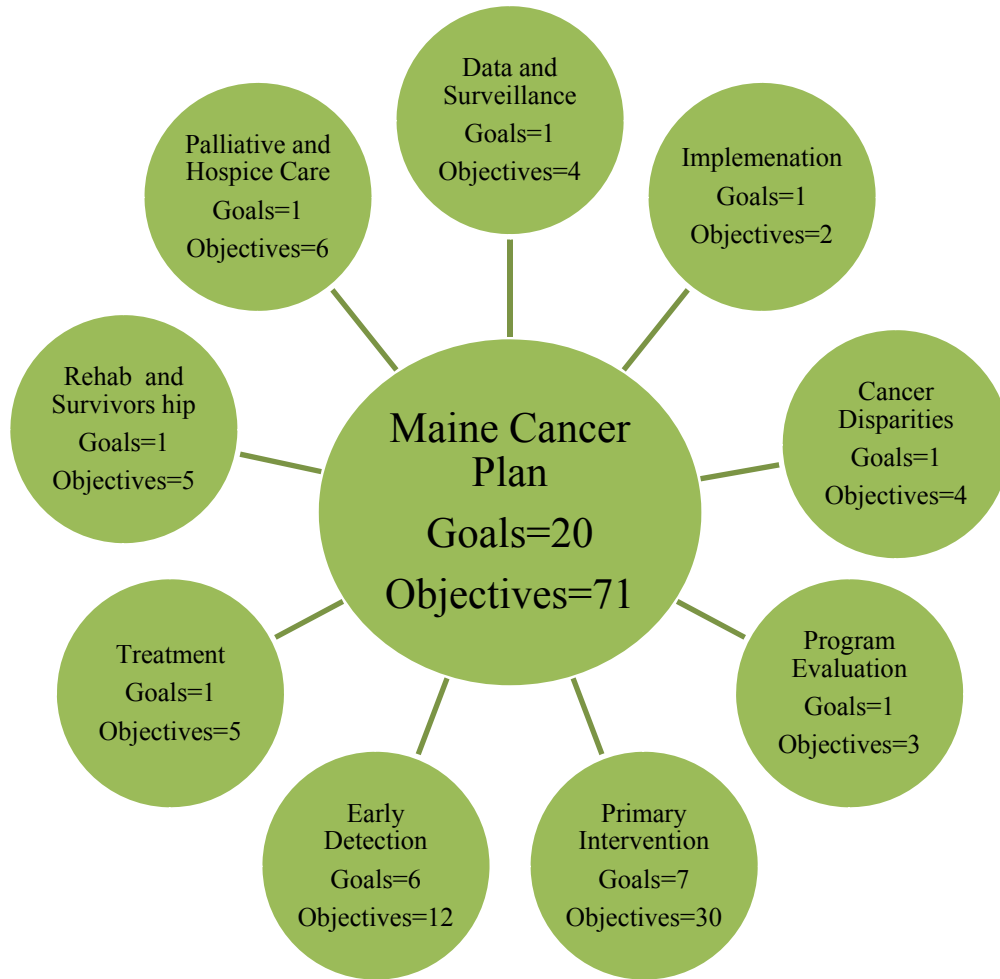 Data and
Surveillance
Goals=1
Objectives=4
Implemenation
Goals=1
Objectives=2
Cancer
Disparities
Goals=1
Objectives=4
Program
Evaluation
Goals=1
Objectives=3
Primary
Intervention
Goals=7
Objectives=30
Early
Detection
Goals=6
Objectives=12
Treatment
Goals=1
Objectives=5
Rehab and
Survivors hip
Goals=1
Objectives=5
Palliative and
Hospice Care
Goals=1
Objectives=6
Maine Cancer
Plan
Goals=20
Objectives=71